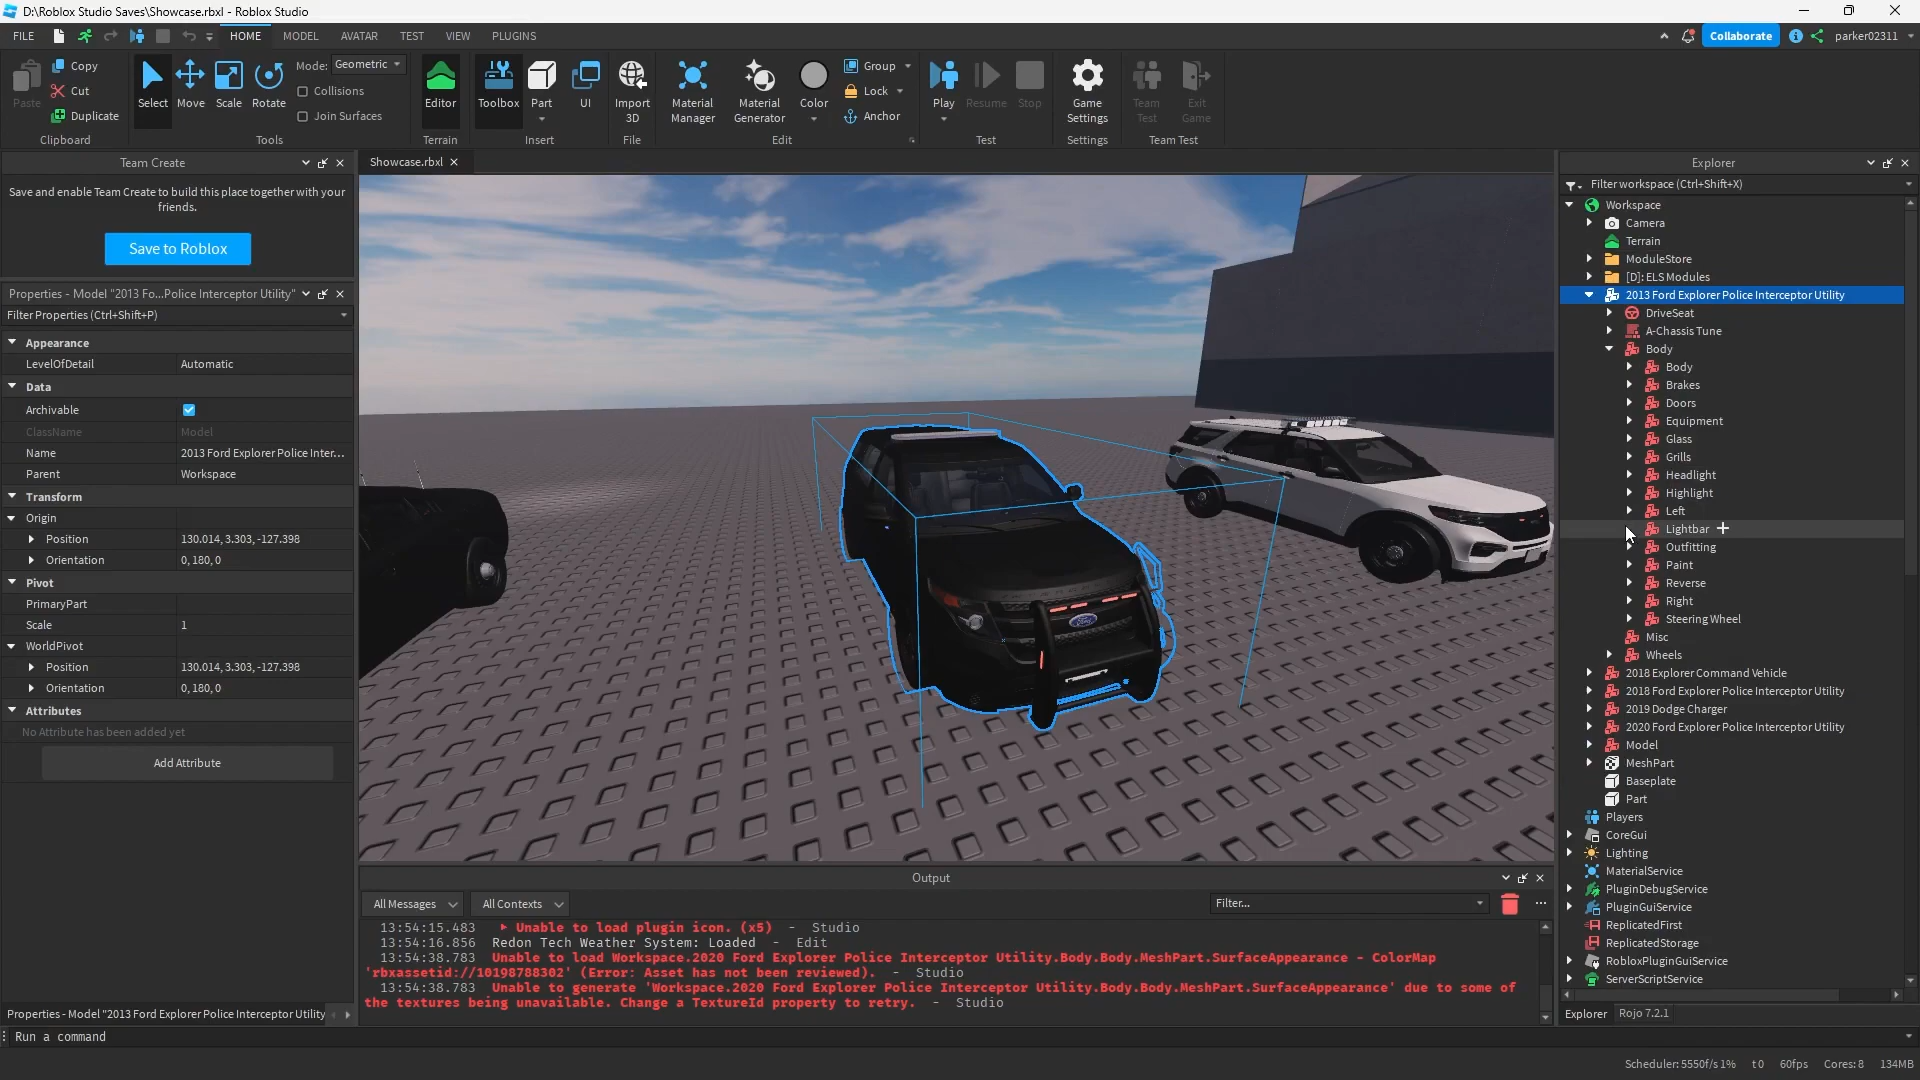 D:\Roblox Studio Saves\Showcase.rbxl - Roblox Studio
FILE HOME MODEL AVATAR TEST VIEW PLUGINS Collaborate parker02311
Paste Copy Cut Duplicate Clipboard
Select Move Scale Rotate Mode: Geometric Collisions Join Surfaces Tools
Editor Terrain
Toolbox Part UI Insert
Import 3D File
Material Manager Material Generator Color Group Lock Anchor Edit
Play Resume Stop Test
Game Settings Settings
Team Test Exit Game Team Test
Team Create
Save and enable Team Create to build this place together with your
friends.
Save to Roblox
Properties - Model "2013 Fo...Police Interceptor Utility"
Filter Properties (Ctrl+Shift+P)
Appearance
LevelOfDetail Automatic
Data
Archivable
ClassName Model
Name 2013 Ford Explorer Police Inter...
Parent Workspace
Transform
Origin
Position 130.014, 3.303, -127.398
Orientation 0, 180, 0
Pivot
PrimaryPart
Scale 1
WorldPivot
Position 130.014, 3.303, -127.398
Orientation 0, 180, 0
Attributes
No Attribute has been added yet
Add Attribute
Properties - Model "2013 Ford Explorer Police Interceptor Utility
Showcase.rbxl
Ford
Output
All Messages All Contexts Filter...
13:54:15.483 Unable to load plugin icon. (x5) - Studio
13:54:16.856 Redon Tech Weather System: Loaded - Edit
13:54:38.783 Unable to load Workspace.2020 Ford Explorer Police Interceptor Utility.Body.Body.MeshPart.SurfaceAppearance - ColorMap
'rbxassetid://10198788302' (Error: Asset has not been reviewed). - Studio
13:54:38.783 Unable to generate 'Workspace.2020 Ford Explorer Police Interceptor Utility.Body.Body.MeshPart.SurfaceAppearance' due to some of
the textures being unavailable. Change a TextureId property to retry. - Studio
Explorer
Filter workspace (Ctrl+Shift+X)
Workspace
Camera
Terrain
ModuleStore
[D]: ELS Modules
2013 Ford Explorer Police Interceptor Utility
DriveSeat
A-Chassis Tune
Body
Body
Brakes
Doors
Equipment
Glass
Grills
Headlight
Highlight
Left
Lightbar
Outfitting
Paint
Reverse
Right
Steering Wheel
Misc
Wheels
2018 Explorer Command Vehicle
2018 Ford Explorer Police Interceptor Utility
2019 Dodge Charger
2020 Ford Explorer Police Interceptor Utility
Model
MeshPart
Baseplate
Part
Players
CoreGui
Lighting
MaterialService
PluginDebugService
PluginGuiService
ReplicatedFirst
ReplicatedStorage
RobloxPluginGuiService
ServerScriptService
Explorer Rojo 7.2.1
Run a command
Scheduler: 5550f/s 1% t0 60fps Cores: 8 134MB